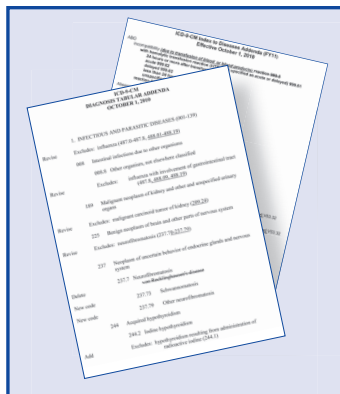 ICD-9-CM Index to Diseases Addenda (FY11)
Effective October 1, 2010
ABO
ICD-9-CM
DIAGNOSIS TABULAR ADDENDA
OCTOBER 1, 2010
1. INFECTIOUS AND PARASITIC DISEASES (001-139)
Revise Excludes: influenza (487.0-487.8, 488.01-488.19)
008 Intestinal infections due to other organisms
008.8 Other organism, not elsewhere classified
Revise Excludes: influenza with involvement of gastrointestinal tract
(487.8, 488.09, 488.19)
189 Malignant neoplasm of kidney and other and unspecified urinary
organs
Revise Excludes: malignant carcinoid tumor of kidney (209.24)
225 Benign neoplasm of brain and other parts of nervous system
Revise Excludes: neurofibromatosis (237.70-237.79)
237 Neoplasm of uncertain behavior of endocrine glands and nervous
system
237.7 Neurofibromatosis
Delete von Recklinghausen's disease
New code 237.73 Schwannomatosis
New code 237.79 Other neurofibromatosis
244 Acquired hypothyroidism
244.2 Iodine hypothyroidism
Add Excludes: hypothyroidism resulting from administration of
radioactive iodine (244.1)